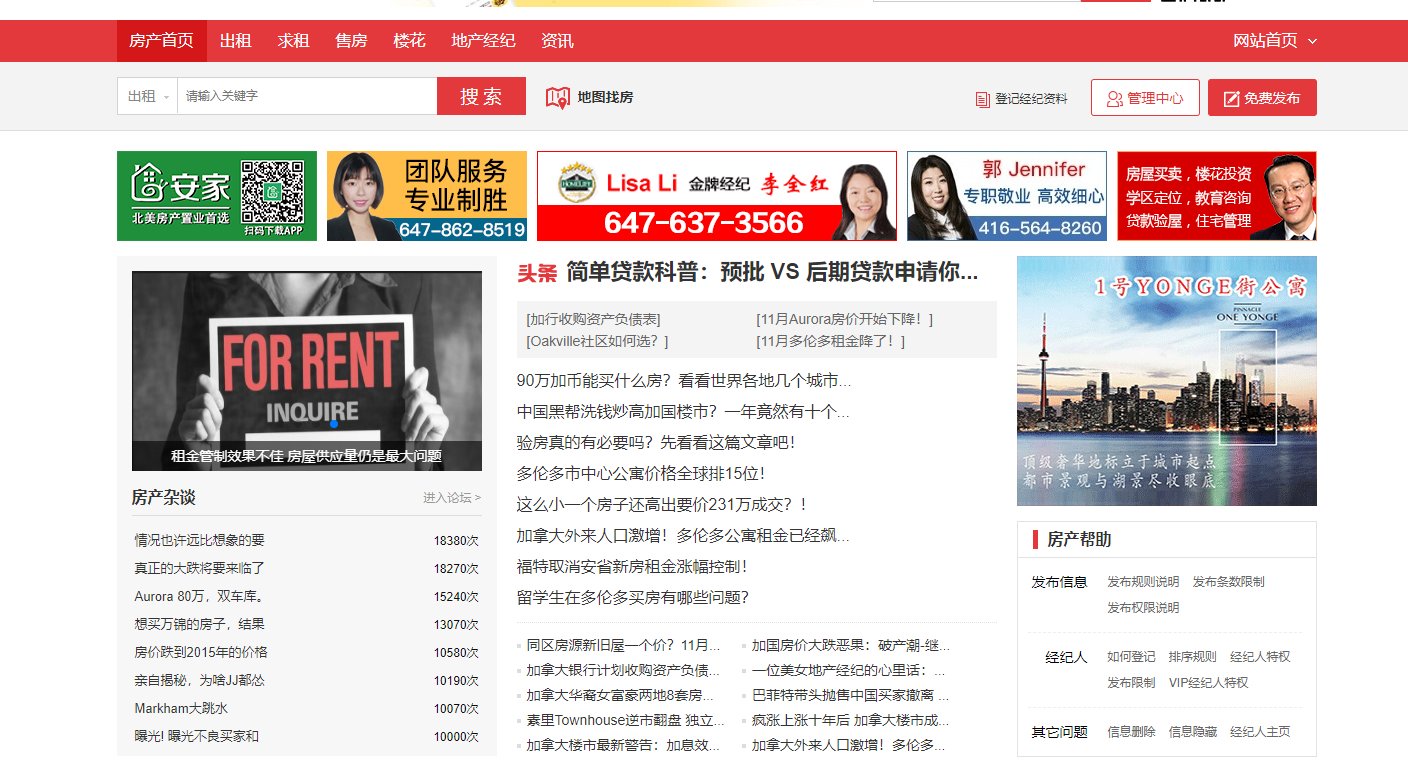 房产首页 出租 求租 售房 楼花 地产经纪 资讯 网站首页
出租 请输入关键字 搜索 地图找房 登记经纪资料 管理中心 免费发布
安家
北美房产置业首选
扫码下载APP
团队服务
专业制胜
647-862-8519
HOMELIFE
Lisa Li 金牌经纪 李全红
647-637-3566
郭 Jennifer
专职敬业 高效细心
416-564-8260
房屋买卖，楼花投资
学区定位，教育咨询
贷款验屋，住宅管理
FOR RENT
INQUIRE
租金管制效果不佳 房屋供应量仍是最大问题
房产杂谈 进入论坛 >
情况也许远比想象的要 18380次
真正的大跌将要来临了 18270次
Aurora 80万，双车库。 15240次
想买万锦的房子，结果 13070次
房价跌到2015年的价格 10580次
亲自揭秘，为啥JJ都怂 10190次
Markham大跳水 10070次
曝光! 曝光不良买家和 10000次
头条 简单贷款科普：预批 VS 后期贷款申请你...
[加行收购资产负债表] [11月Aurora房价开始下降！]
[Oakville社区如何选？] [11月多伦多租金降了！]
90万加币能买什么房？看看世界各地几个城市...
中国黑帮洗钱炒高加国楼市？一年竟然有十个...
验房真的有必要吗？先看看这篇文章吧！
多伦多市中心公寓价格全球排15位！
这么小一个房子还高出要价231万成交？！
加拿大外来人口激增！多伦多公寓租金已经飙...
福特取消安省新房租金涨幅控制！
留学生在多伦多买房有哪些问题？
同区房源新旧屋一个价？11月... 加国房价大跌恶果：破产潮-继...
加拿大银行计划收购资产负债... 一位美女地产经纪的心里话：...
加拿大华裔女富豪两地8套房... 巴菲特带头抛售中国买家撤离 ...
素里Townhouse逆市翻盘 独立... 疯涨上涨十年后 加拿大楼市成...
加拿大楼市最新警告：加息效... 加拿大外来人口激增！多伦多...
1号YONGE街公寓
PINNACLE
ONE YONGE
顶级奢华地标立于城市起点
都市景观与湖景尽收眼底
房产帮助
发布信息 发布规则说明 发布条数限制
发布权限说明
经纪人 如何登记 排序规则 经纪人特权
发布限制 VIP经纪人特权
其它问题 信息删除 信息隐藏 经纪人主页